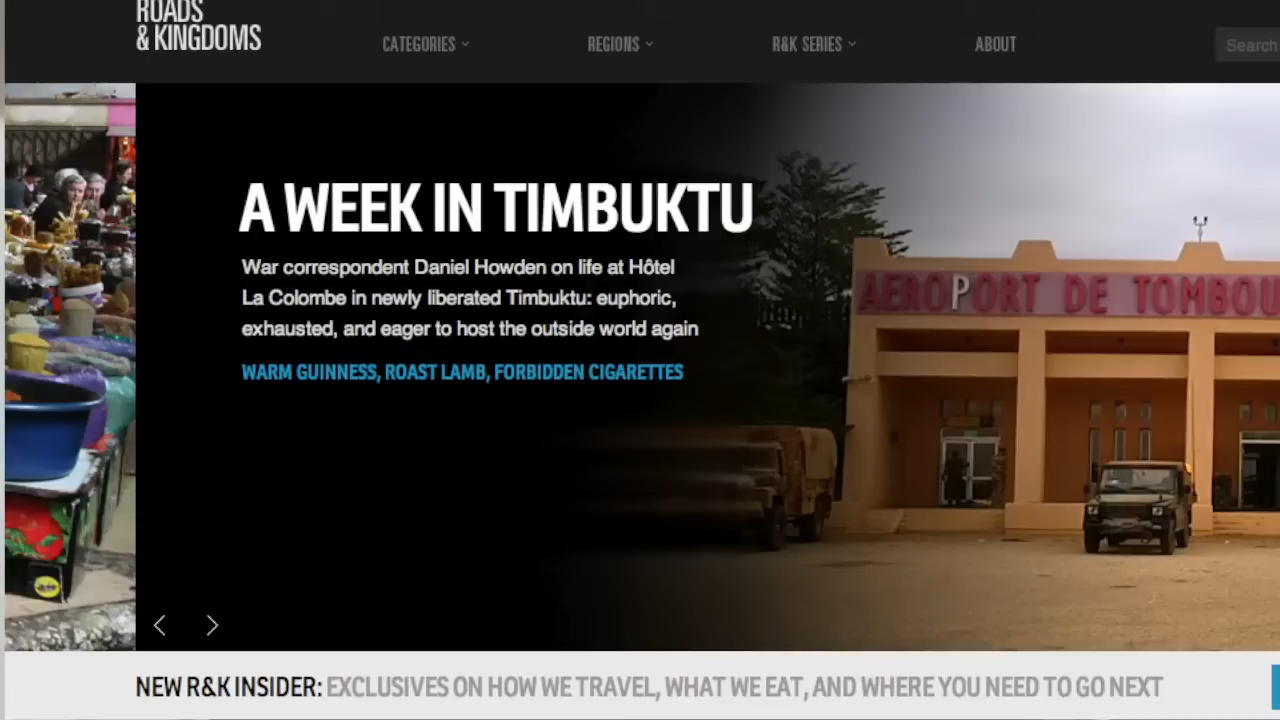 ROADS
& KINGDOMS
CATEGORIES
REGIONS
R&K SERIES
ABOUT
Search
A WEEK IN TIMBUKTU
War correspondent Daniel Howden on life at Hôtel
La Colombe in newly liberated Timbuktu: euphoric,
exhausted, and eager to host the outside world again
WARM GUINNESS, ROAST LAMB, FORBIDDEN CIGARETTES
AEROPORT DE TOMBOU
NEW R&K INSIDER: EXCLUSIVES ON HOW WE TRAVEL, WHAT WE EAT, AND WHERE YOU NEED TO GO NEXT